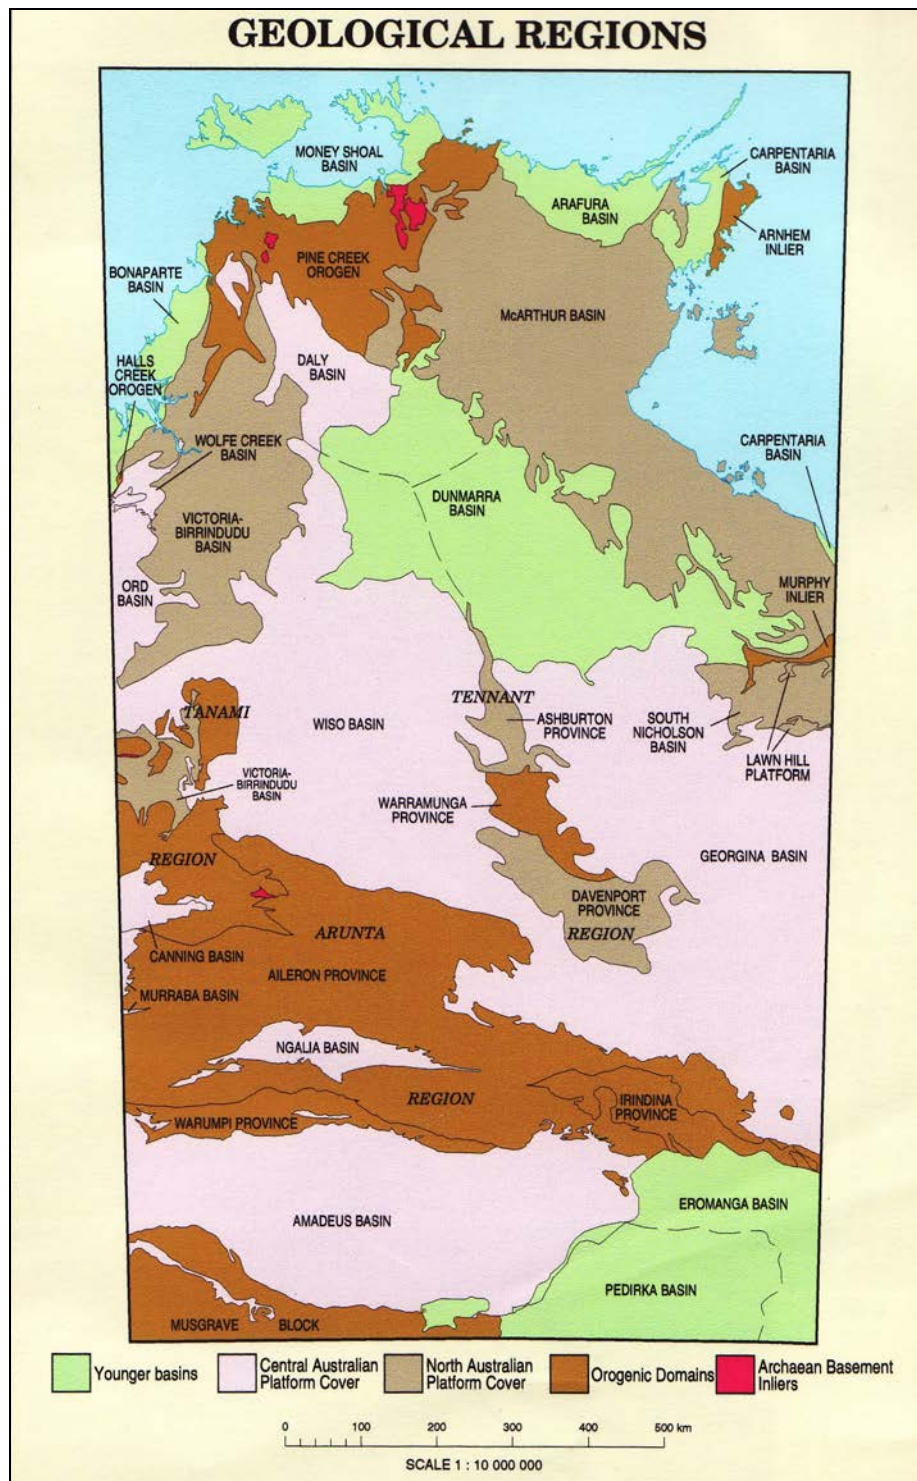 GEOLOGICAL REGIONS
MONEY SHOAL
BASIN
CARPENTARIA
BASIN
ARAFURA
BASIN
ARNHEM
INLIER
PINE CREEK
OROGEN
BONAPARTE
BASIN
McARTHUR BASIN
HALLS
CREEK
OROGEN
DALY
BASIN
WOLFE CREEK
BASIN
CARPENTARIA
BASIN
DUNMARRA
BASIN
VICTORIA-
BIRRINDUDU
BASIN
ORD
BASIN
MURPHY
INLIER
TANAMI
TENNANT
WISO BASIN
ASHBURTON
PROVINCE
SOUTH
NICHOLSON
BASIN
LAWN HILL
PLATFORM
VICTORIA-
BIRRINDUDU
BASIN
WARRAMUNGA
PROVINCE
REGION
GEORGINA BASIN
DAVENPORT
PROVINCE
REGION
ARUNTA
CANNING BASIN
AILERON PROVINCE
MURRABA BASIN
NGALIA BASIN
REGION
IRINDINA
PROVINCE
WARUMPI PROVINCE
EROMANGA BASIN
AMADEUS BASIN
PEDIRKA BASIN
MUSGRAVE BLOCK
Younger basins
Central Australian
Platform Cover
North Australian
Platform Cover
Orogenic Domains
Archaean Basement
Inliers
0 100 200 300 400 500 km
SCALE 1 : 10 000 000